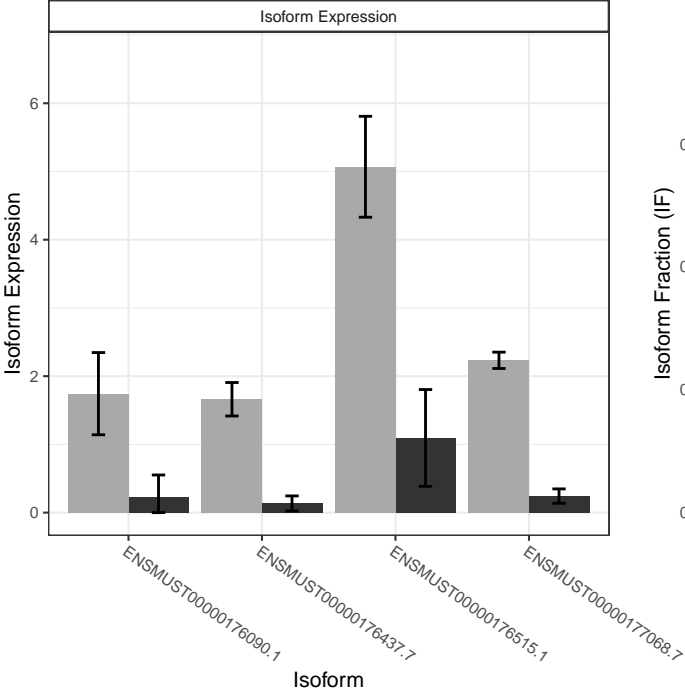 Isoform Expression
Isoform Expression
6
4
2
0
ENSMUST00000176090.1
ENSMUST00000176437.7
ENSMUST00000176515.1
ENSMUST00000177068.7
Isoform
Isoform Fraction (IF)